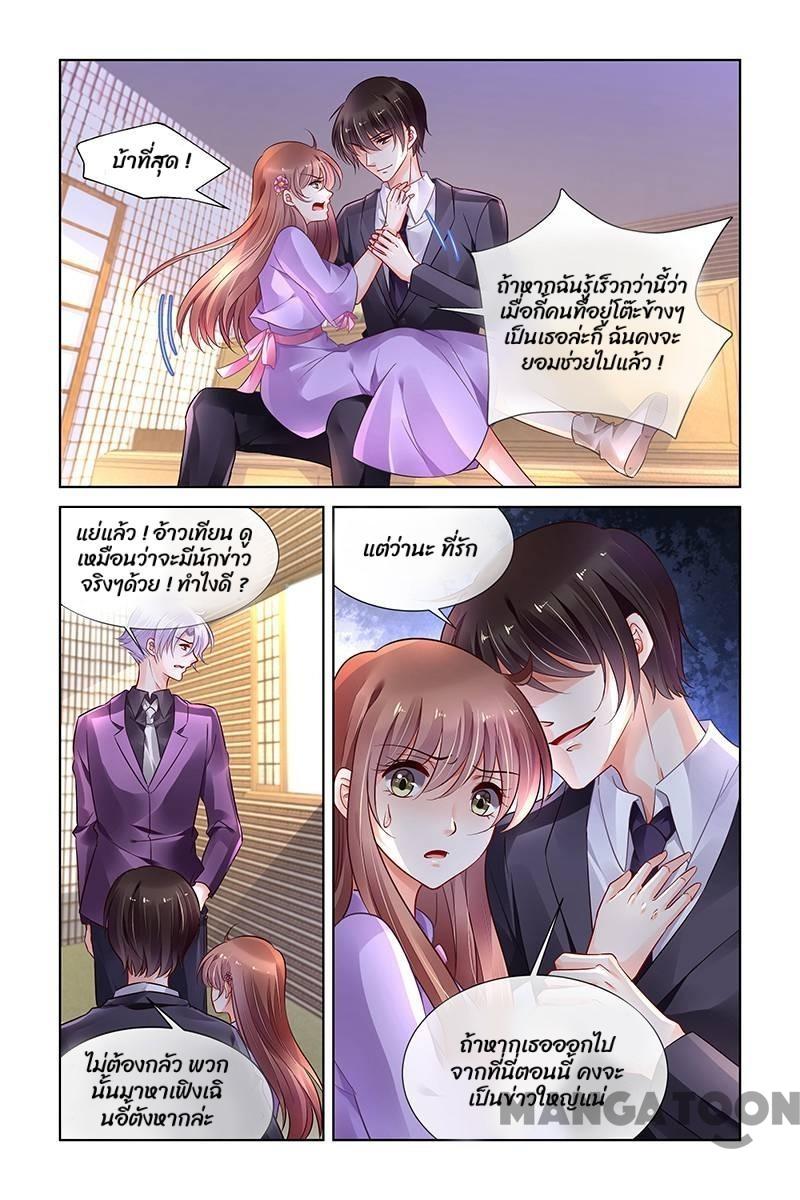 บ้าที่สุด !
ถ้าหากฉันรู้เร็วกว่านี้ว่า
เมื่อกี้คนที่อยู่โต๊ะข้างๆ
เป็นเธอล่ะก็ ฉันคงจะ
ยอมช่วยไปแล้ว !
แย่แล้ว ! อ้าวเทียน ดู
เหมือนว่าจะมีนักข่าว
จริงๆด้วย ! ทำไงดี ?
ไม่ต้องกลัว พวก
นั้นมาหาเฟิงเฉิ
นอี้ตังหากล่ะ
แต่ว่านะ ที่รัก
ถ้าหากเธอออกไป
จากที่นี่ตอนนี้ คงจะ
เป็นข่าวใหญ่แน่
MANGATOON